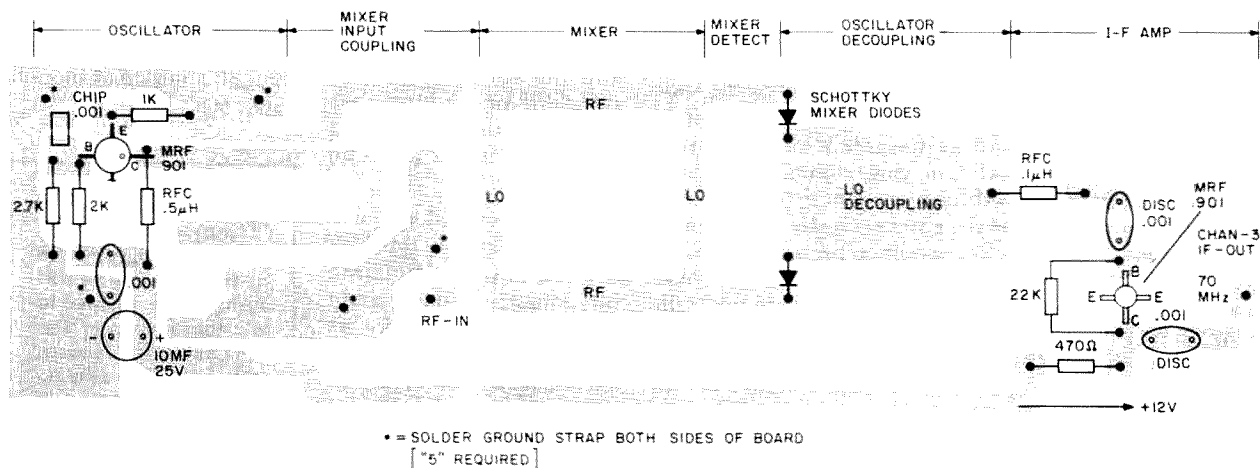 OSCILLATOR
MIXER
INPUT
COUPLING
MIXER
MIXER
DETECT
OSCILLATOR
DECOUPLING
I-F AMP
CHIP
.001
1K
E
B
C
MRF
901
2.7K
2K
RFC
.5µH
.001
- +
10MF
25V
RF
LO
LO
RF
RF-IN
SCHOTTKY
MIXER DIODES
LO
DECOUPLING
RFC
.1µH
DISC
.001
MRF
901
CHAN-3
IF-OUT
70
MHz
22K
B
E E
C
.001
DISC
470Ω
+12V
* = SOLDER GROUND STRAP BOTH SIDES OF BOARD
["5" REQUIRED]